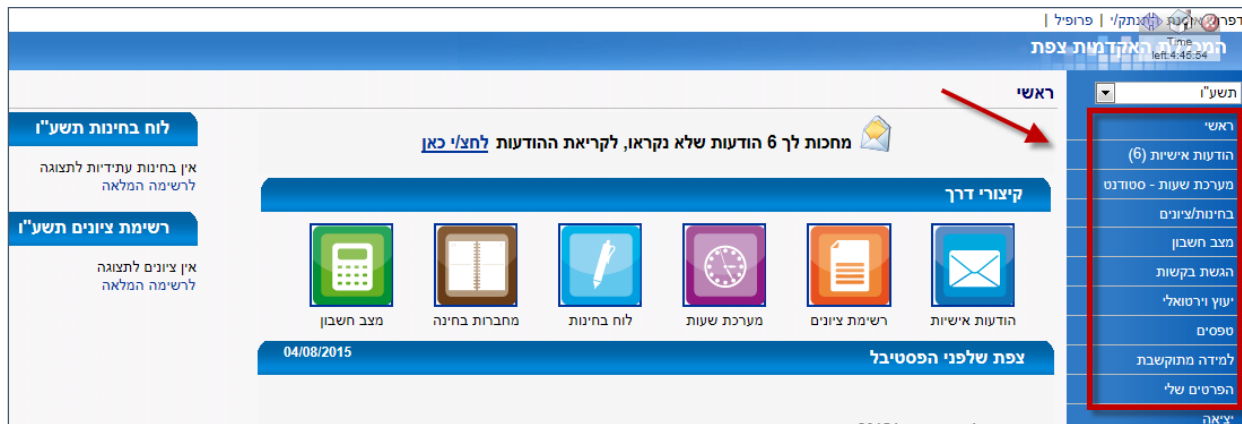 התנתק/י | פרופיל |
המכללת האקדמית צפת
Time
left:4:45:54
תשע"ו
ראשי
הודעות אישיות (6)
מערכת שעות - סטודנט
בחינות/ציונים
מצב חשבון
הגשת בקשות
יעוץ וירטואלי
טפסים
למידה מתוקשבת
הפרטים שלי
יציאה
ראשי
מחכות לך 6 הודעות שלא נקראו, לקריאת ההודעות לחצ/י כאן
קיצורי דרך
הודעות אישיות
רשימת ציונים
מערכת שעות
לוח בחינות
מחברות בחינה
מצב חשבון
צפת שלפני הפסטיבל
04/08/2015
לוח בחינות תשע"ו
אין בחינות עתידיות לתצוגה
לרשימה המלאה
רשימת ציונים תשע"ו
אין ציונים לתצוגה
לרשימה המלאה